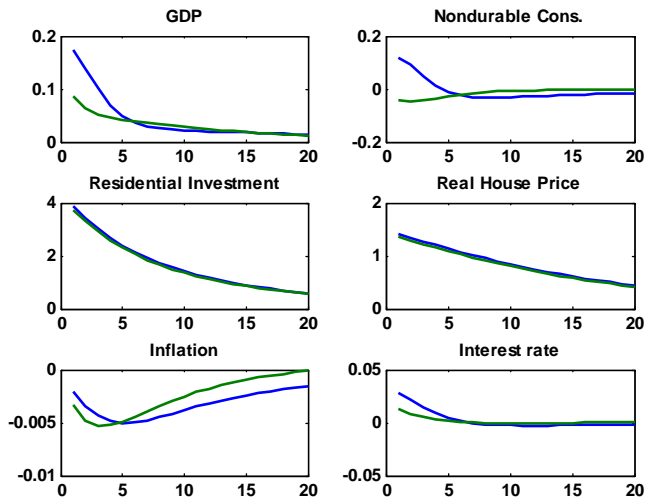 GDP
0.2
0.1
0
0 5 10 15 20
Nondurable Cons.
0.2
0
-0.2
0 5 10 15 20
Residential Investment
4
2
0
0 5 10 15 20
Real House Price
2
1
0
0 5 10 15 20
Inflation
0
-0.005
-0.01
0 5 10 15 20
Interest rate
0.05
0
-0.05
0 5 10 15 20